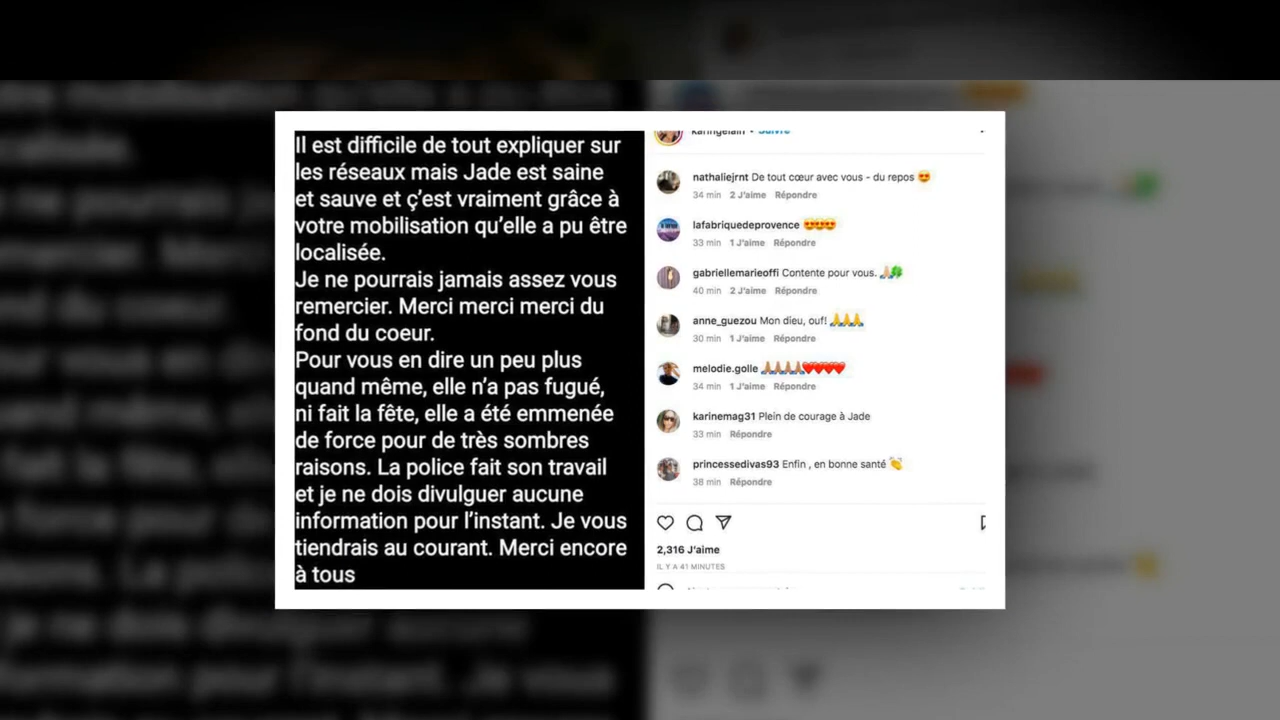 Il est difficile de tout expliquer sur
les réseaux mais Jade est saine
et sauve et ç’est vraiment grâce à
votre mobilisation qu’elle a pu être
localisée.
Je ne pourrais jamais assez vous
remercier. Merci merci merci du
fond du coeur.
Pour vous en dire un peu plus
quand même, elle n’a pas fugué,
ni fait la fête, elle a été emmenée
de force pour de très sombres
raisons. La police fait son travail
et je ne dois divulguer aucune
information pour l’instant. Je vous
tiendrais au courant. Merci encore
à tous
karingelain • Suivre
nathaliejrnt De tout cœur avec vous - du repos 😍
34 min 2 J’aime Répondre
lafabriquedeprovence 😍😍😍
33 min 1 J’aime Répondre
gabriellemarieoffi Contente pour vous. 🙏🏻🍀
40 min 2 J’aime Répondre
anne_guezou Mon dieu, ouf! 🙏🙏🙏
30 min 1 J’aime Répondre
melodie.golle 🙏🏽🙏🏽🙏🏽🙏🏽❤️❤️❤️❤️
34 min 1 J’aime Répondre
karinemag31 Plein de courage à Jade
33 min Répondre
princessedivas93 Enfin , en bonne santé 👏
38 min Répondre
2,316 J’aime
IL Y A 41 MINUTES